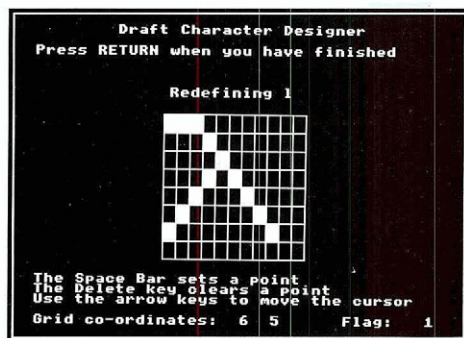 Draft Character Designer
Press RETURN when you have finished
Redefining l
The Space Bar sets a point
The Delete key clears a point
Use the arrow keys to move the cursor
Grid co-ordinates: 6 5 Flag: 1